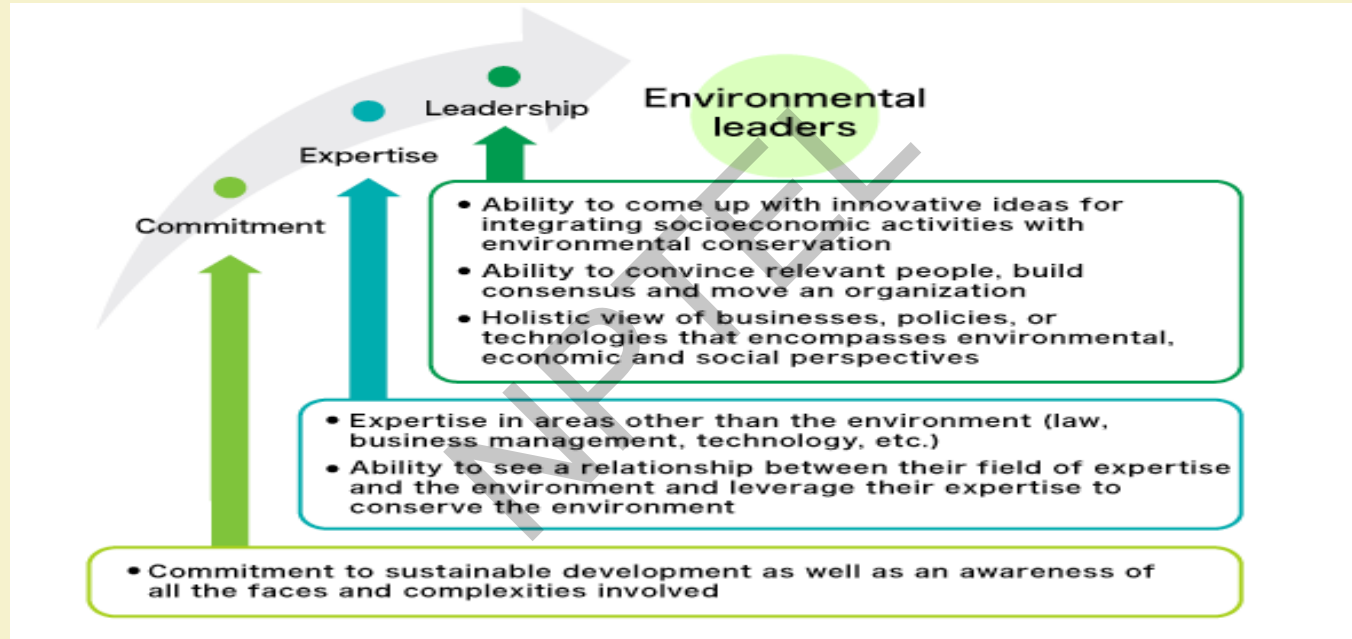 Leadership
Environmental
leaders
Expertise
Commitment
• Ability to come up with innovative ideas for
integrating socioeconomic activities with
environmental conservation
• Ability to convince relevant people, build
consensus and move an organization
• Holistic view of businesses, policies, or
technologies that encompasses environmental,
economic and social perspectives
• Expertise in areas other than the environment (law,
business management, technology, etc.)
• Ability to see a relationship between their field of expertise
and the environment and leverage their expertise to
conserve the environment
• Commitment to sustainable development as well as an awareness of
all the faces and complexities involved
NPTEL